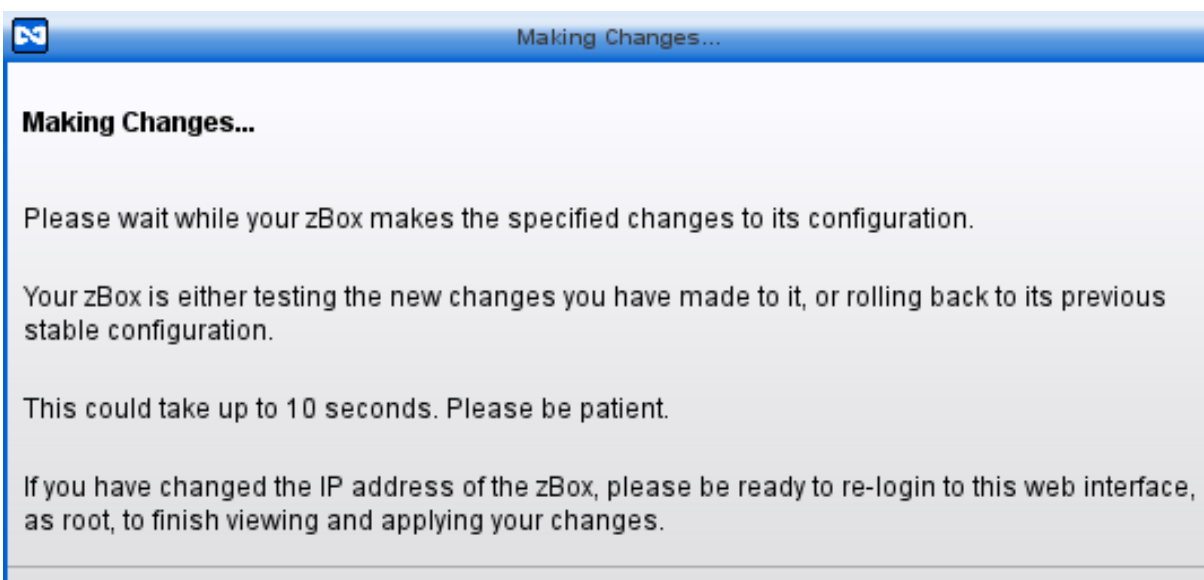 Making Changes...
Making Changes...
Please wait while your zBox makes the specified changes to its configuration.
Your zBox is either testing the new changes you have made to it, or rolling back to its previous
stable configuration.
This could take up to 10 seconds. Please be patient.
If you have changed the IP address of the zBox, please be ready to re-login to this web interface,
as root, to finish viewing and applying your changes.